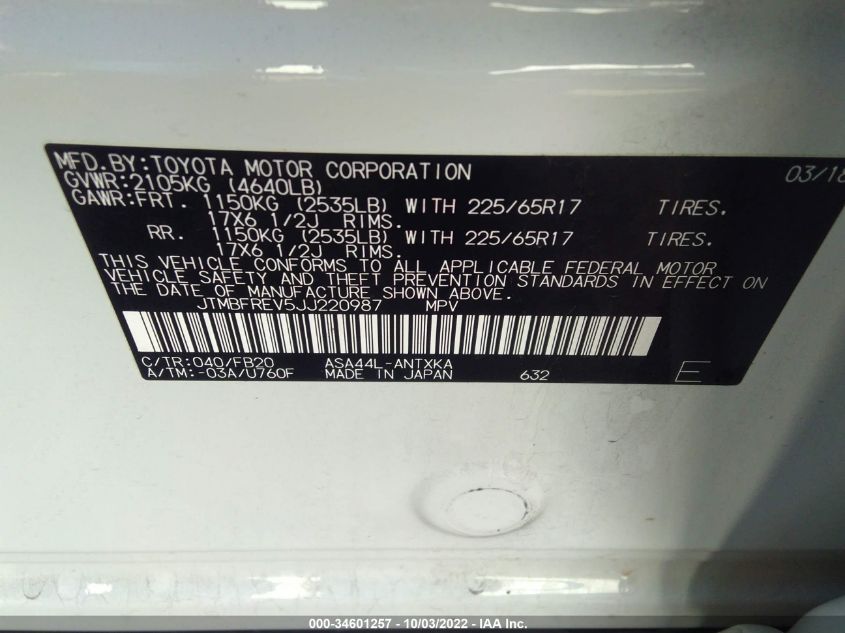 MFD.BY:TOYOTA MOTOR CORPORATION 03/18
GVWR:2105KG (4640LB)
GAWR:FRT. 1150KG (2535LB) WITH 225/65R17 TIRES.
17X6 1/2J RIMS.
RR. 1150KG (2535LB) WITH 225/65R17 TIRES.
17X6 1/2J RIMS.
THIS VEHICLE CONFORMS TO ALL APPLICABLE FEDERAL MOTOR
VEHICLE SAFETY AND THEFT PREVENTION STANDARDS IN EFFECT ON
THE DATE OF MANUFACTURE SHOWN ABOVE.
JTMBFREV5JJ220987 MPV
C/TR:040/FB20 ASA44L-ANTXKA
A/TM:-03A/U760F MADE IN JAPAN 632 E
000-34601257 - 10/03/2022 - IAA Inc.